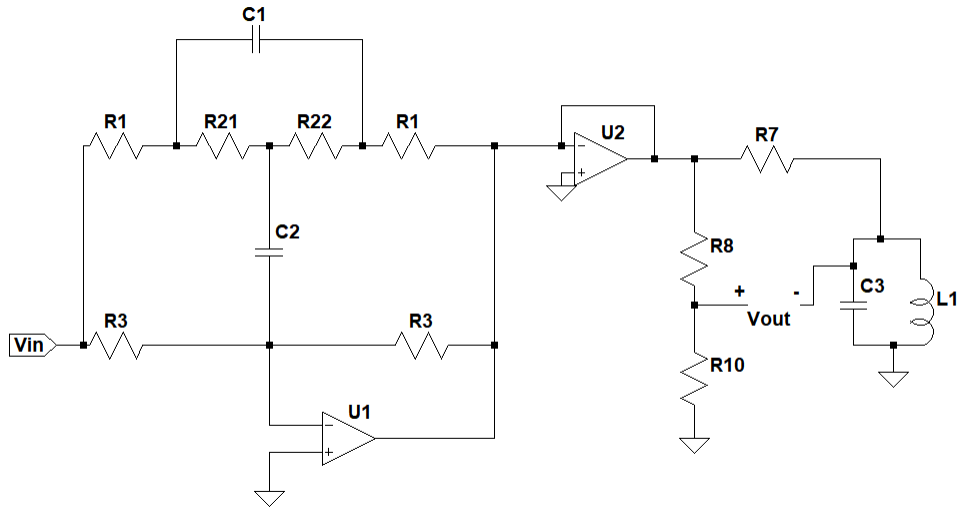 C1
R1 R21 R22 R1
U2
R7
C2
R8
C3
L1
+ Vout -
Vin
R3 R3
R10
U1